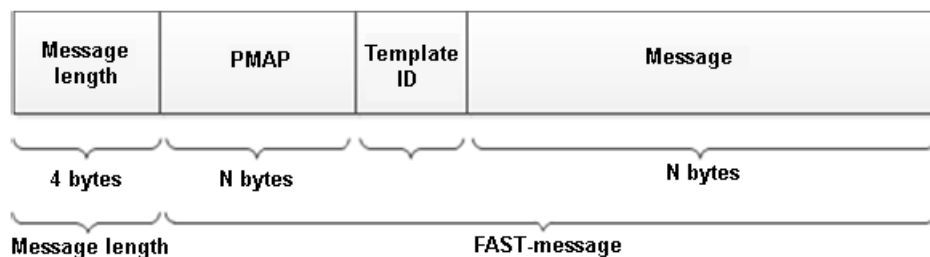 Message
length
PMAP
Template
ID
Message
4 bytes
N bytes
N bytes
Message length
FAST-message